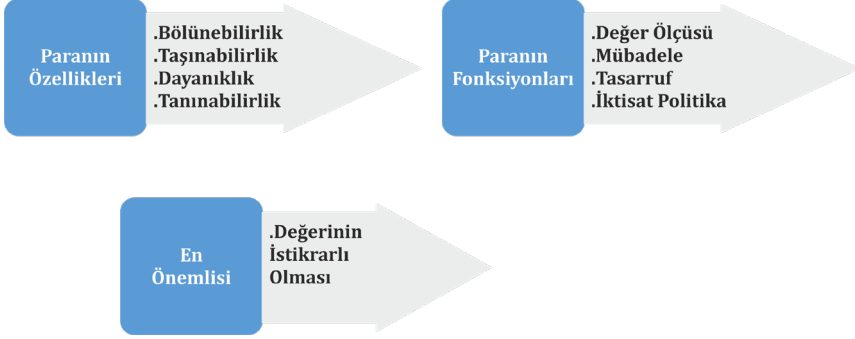 Paranın
Özellikleri
.Bölünebilirlik
.Taşınabilirlik
.Dayanıklık
.Tanınabilirlik
Paranın
Fonksiyonları
.Değer Ölçüsü
.Mübadele
.Tasarruf
.İktisat Politika
En
Önemlisi
.Değerinin
İstikrarlı
Olması